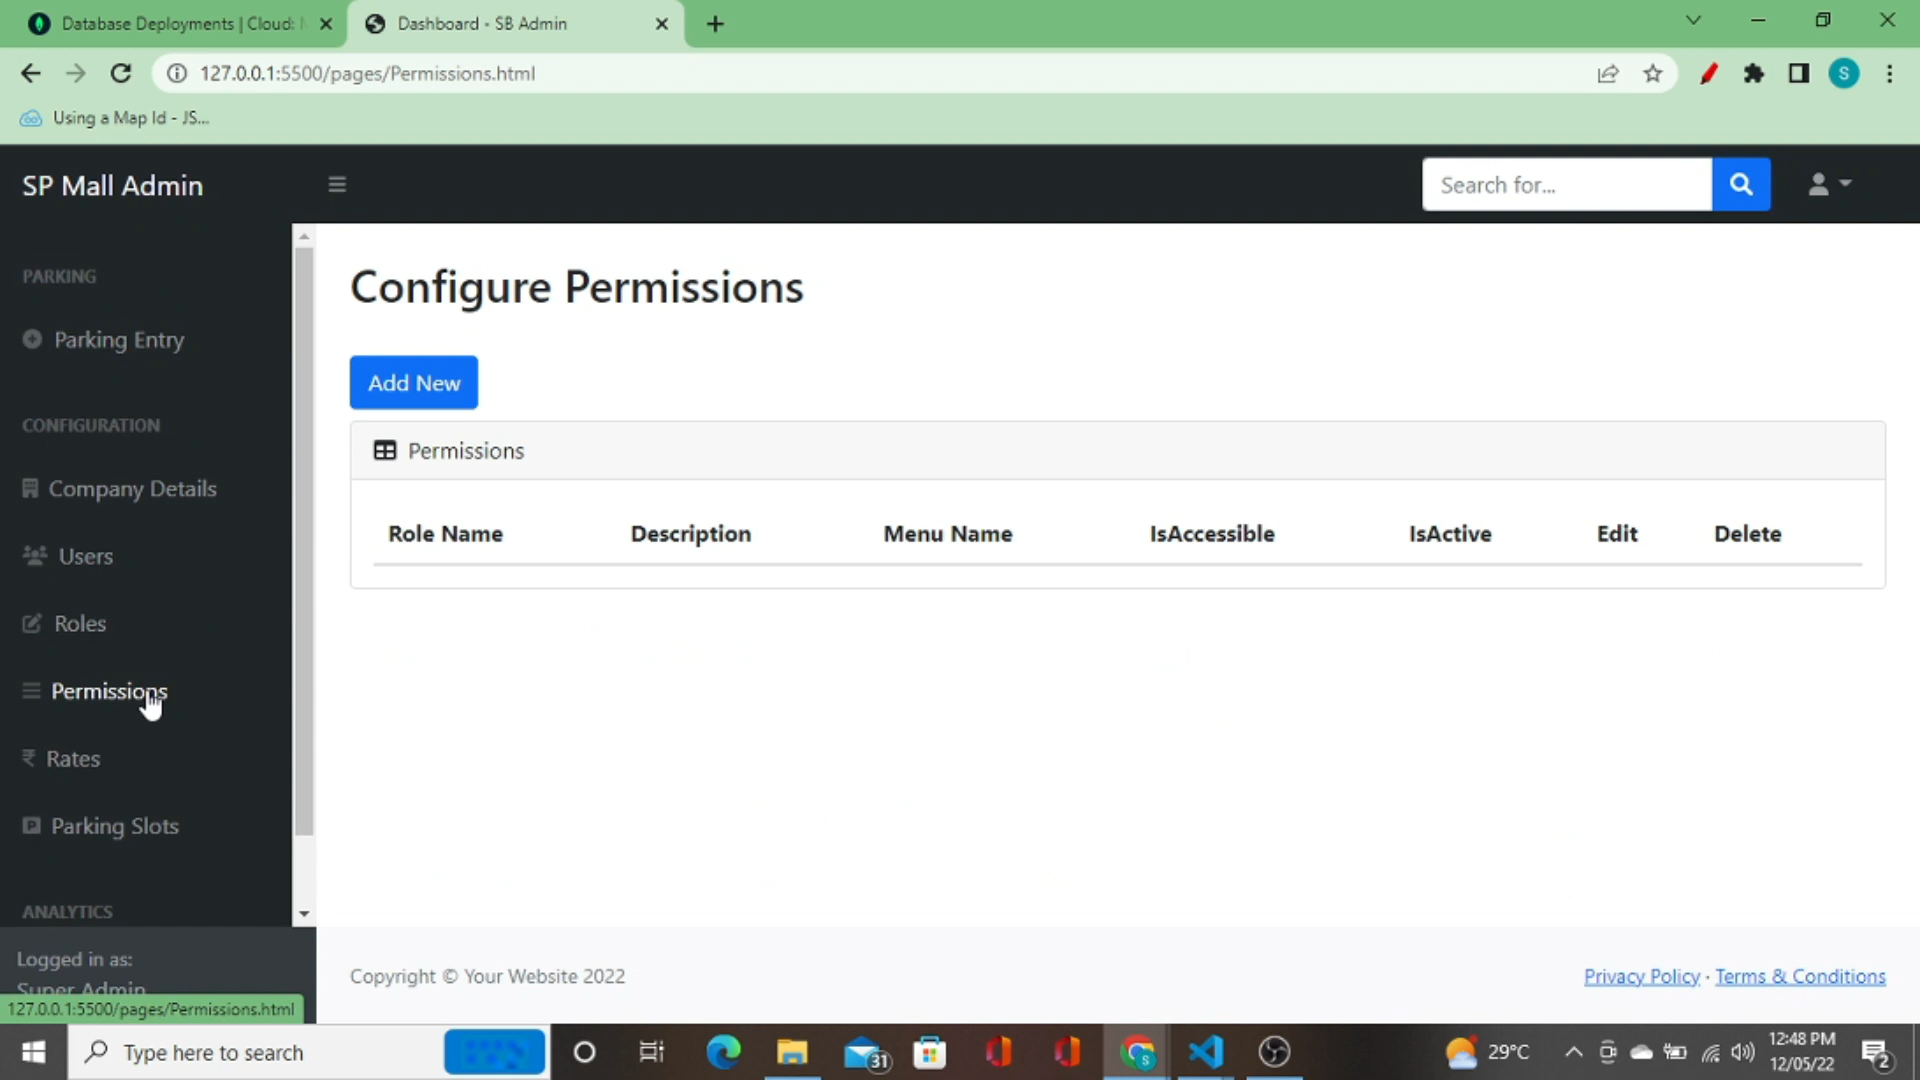 Database Deployments | Cloud:
Dashboard - SB Admin
127.0.0.1:5500/pages/Permissions.html
S
Using a Map Id - JS...
SP Mall Admin
Search for...
PARKING
Parking Entry
CONFIGURATION
Company Details
Users
Roles
Permissions
Rates
Parking Slots
ANALYTICS
Logged in as:
Super Admin
127.0.0.1:5500/pages/Permissions.html
Configure Permissions
Add New
Permissions
Role Name Description Menu Name IsAccessible IsActive Edit Delete
Copyright © Your Website 2022
Privacy Policy · Terms & Conditions
Type here to search
31
S
29°C
12:48 PM
12/05/22
2